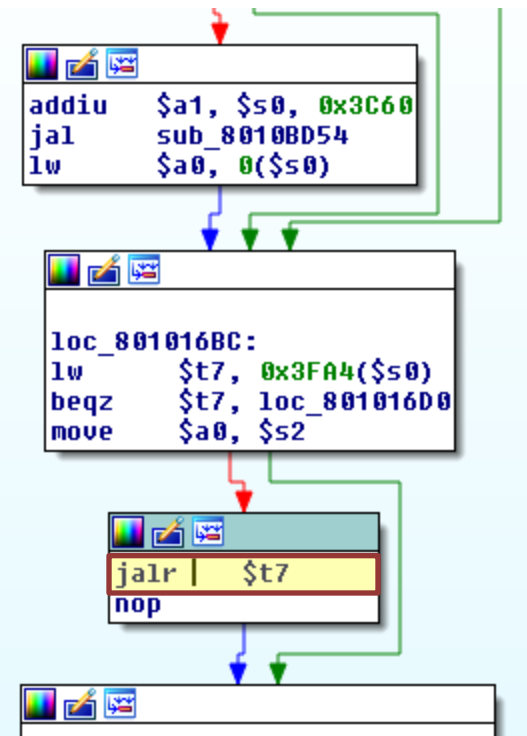 addiu $a1, $s0, 0x3C60
jal sub_8010BD54
lw $a0, 0($s0)
loc_801016BC:
lw $t7, 0x3FA4($s0)
beqz $t7, loc_801016D0
move $a0, $s2
jalr $t7
nop